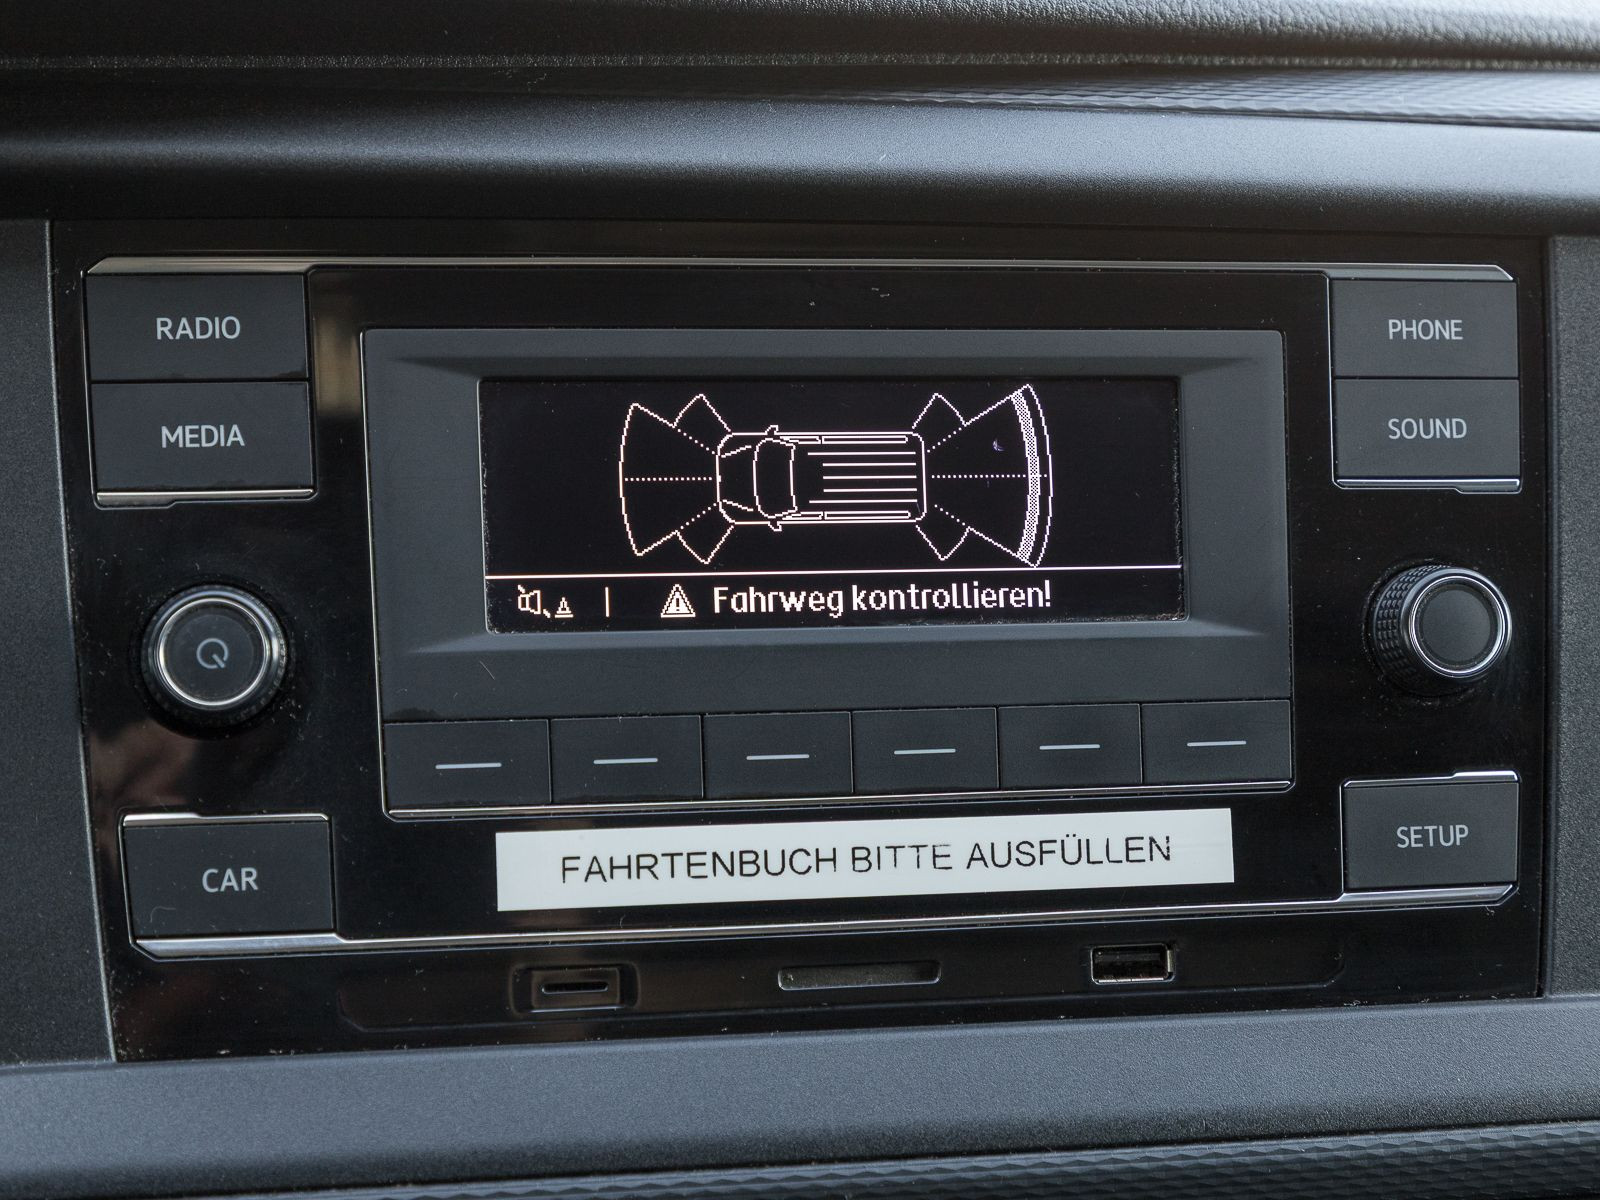 RADIO
PHONE
MEDIA
SOUND
Fahrweg kontrollieren!
SETUP
FAHRTENBUCH BITTE AUSFÜLLEN
CAR